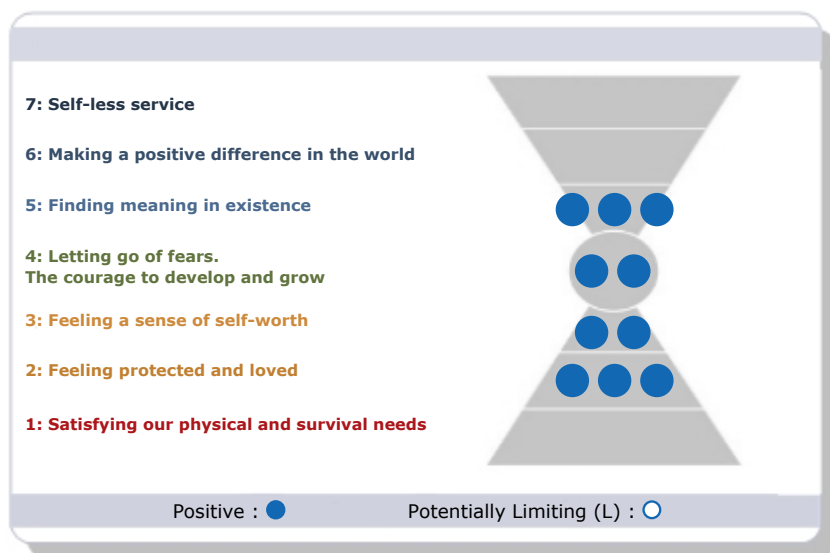 7: Self-less service
6: Making a positive difference in the world
5: Finding meaning in existence
4: Letting go of fears.
The courage to develop and grow
3: Feeling a sense of self-worth
2: Feeling protected and loved
1: Satisfying our physical and survival needs
Positive :
Potentially Limiting (L) :